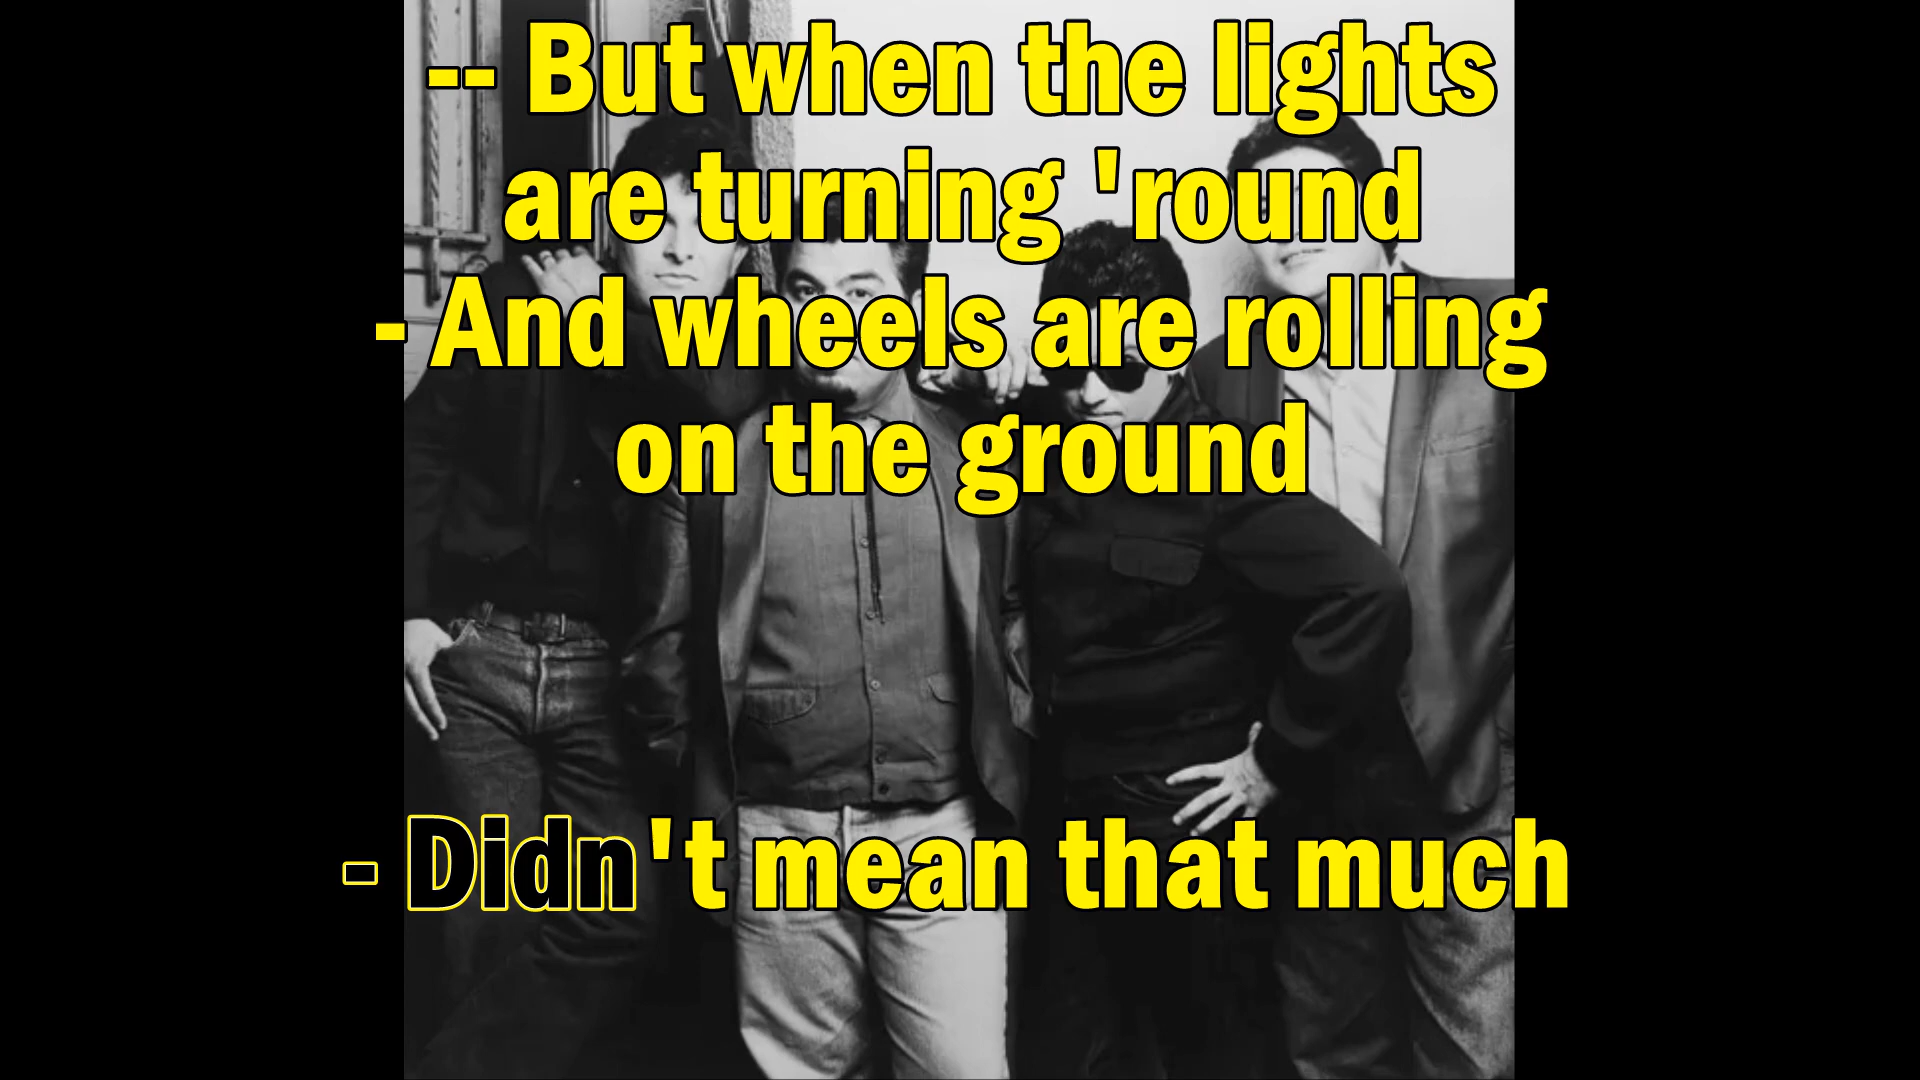 -- But when the lights
are turning 'round
- And wheels are rolling
on the ground
- Didn't mean that much